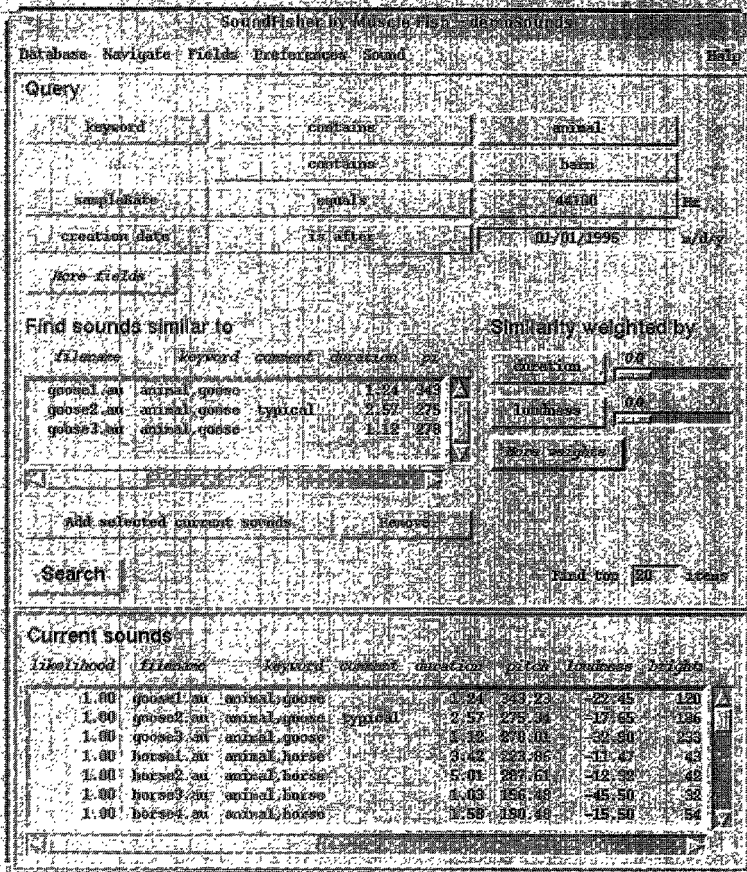 SoundFisher by Muscle Fish - demosounds
Database Navigate Fields Preferences Sound Help
Query
keyword contains animal
contains barn
sampleRate equals 44100 Hz
creation date is after 01/01/1996 m/d/y
More fields
Find sounds similar to Similarity weighted by
filename keyword comment duration pi
duration 0.0
goose1.au animal,goose 1.24 343
goose2.au animal,goose typical 2.57 275
loudness 0.0
goose3.au animal,goose 1.12 278
More weights
Add selected current sounds Remove
Search Find top 20 items
Current sounds
likelihood filename keyword comment duration pitch loudness bright
1.00 goose1.au animal,goose 1.24 343.23 -22.45 120
1.00 goose2.au animal,goose typical 2.57 275.34 -17.65 136
1.00 goose3.au animal,goose 1.12 278.01 -32.90 233
1.00 horse1.au animal,horse 3.42 223.86 -11.47 43
1.00 horse2.au animal,horse 5.01 287.61 42
1.00 horse3.au animal,horse 1.03 156.48 -45.50 32
1.00 horse4.au animal,horse 1.58 180.48 -15.50 54